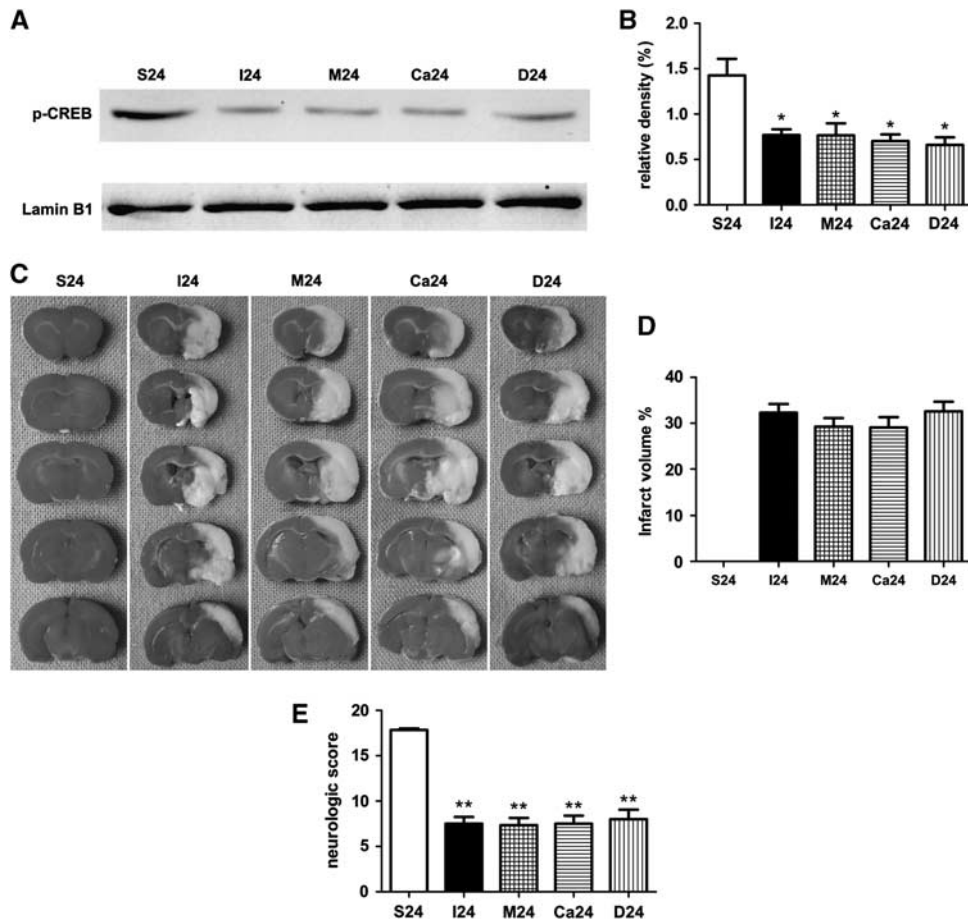 A
S24 I24 M24 Ca24 D24
p-CREB
Lamin B1
B
relative density (%)
2.0
1.5
1.0
0.5
0.0
* * * *
S24 I24 M24 Ca24 D24
C
S24 I24 M24 Ca24 D24
D
Infarct volume %
40
30
20
10
0
S24 I24 M24 Ca24 D24
E
neurologic score
20
15
10
5
0
** ** ** **
S24 I24 M24 Ca24 D24